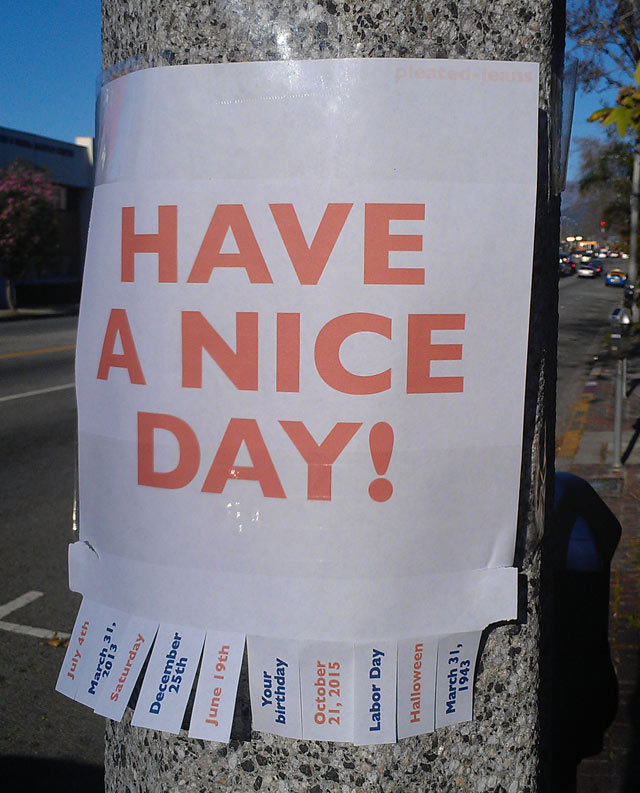 pleated-jeans
HAVE
A NICE
DAY!
July 4th
March 31,
2013
Saturday
December
25th
June 19th
Your
birthday
October
21, 2015
Labor Day
Halloween
March 31,
1943